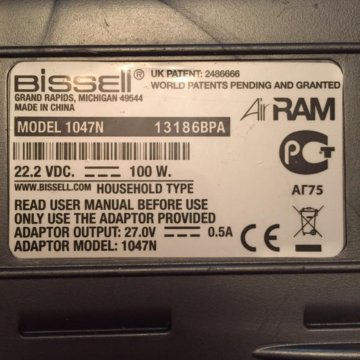 BISSELL®
UK PATENT: 2486666
GRAND RAPIDS, MICHIGAN 49544
MADE IN CHINA
WORLD PATENTS PENDING AND GRANTED
AirRAM
MODEL 1047N 13186BPA
22.2 VDC. 100 W.
WWW.BISSELL.COM HOUSEHOLD TYPE
АГ75
READ USER MANUAL BEFORE USE
ONLY USE THE ADAPTOR PROVIDED
ADAPTOR OUTPUT: 27.0V 0.5A
ADAPTOR MODEL: 1047N
CE